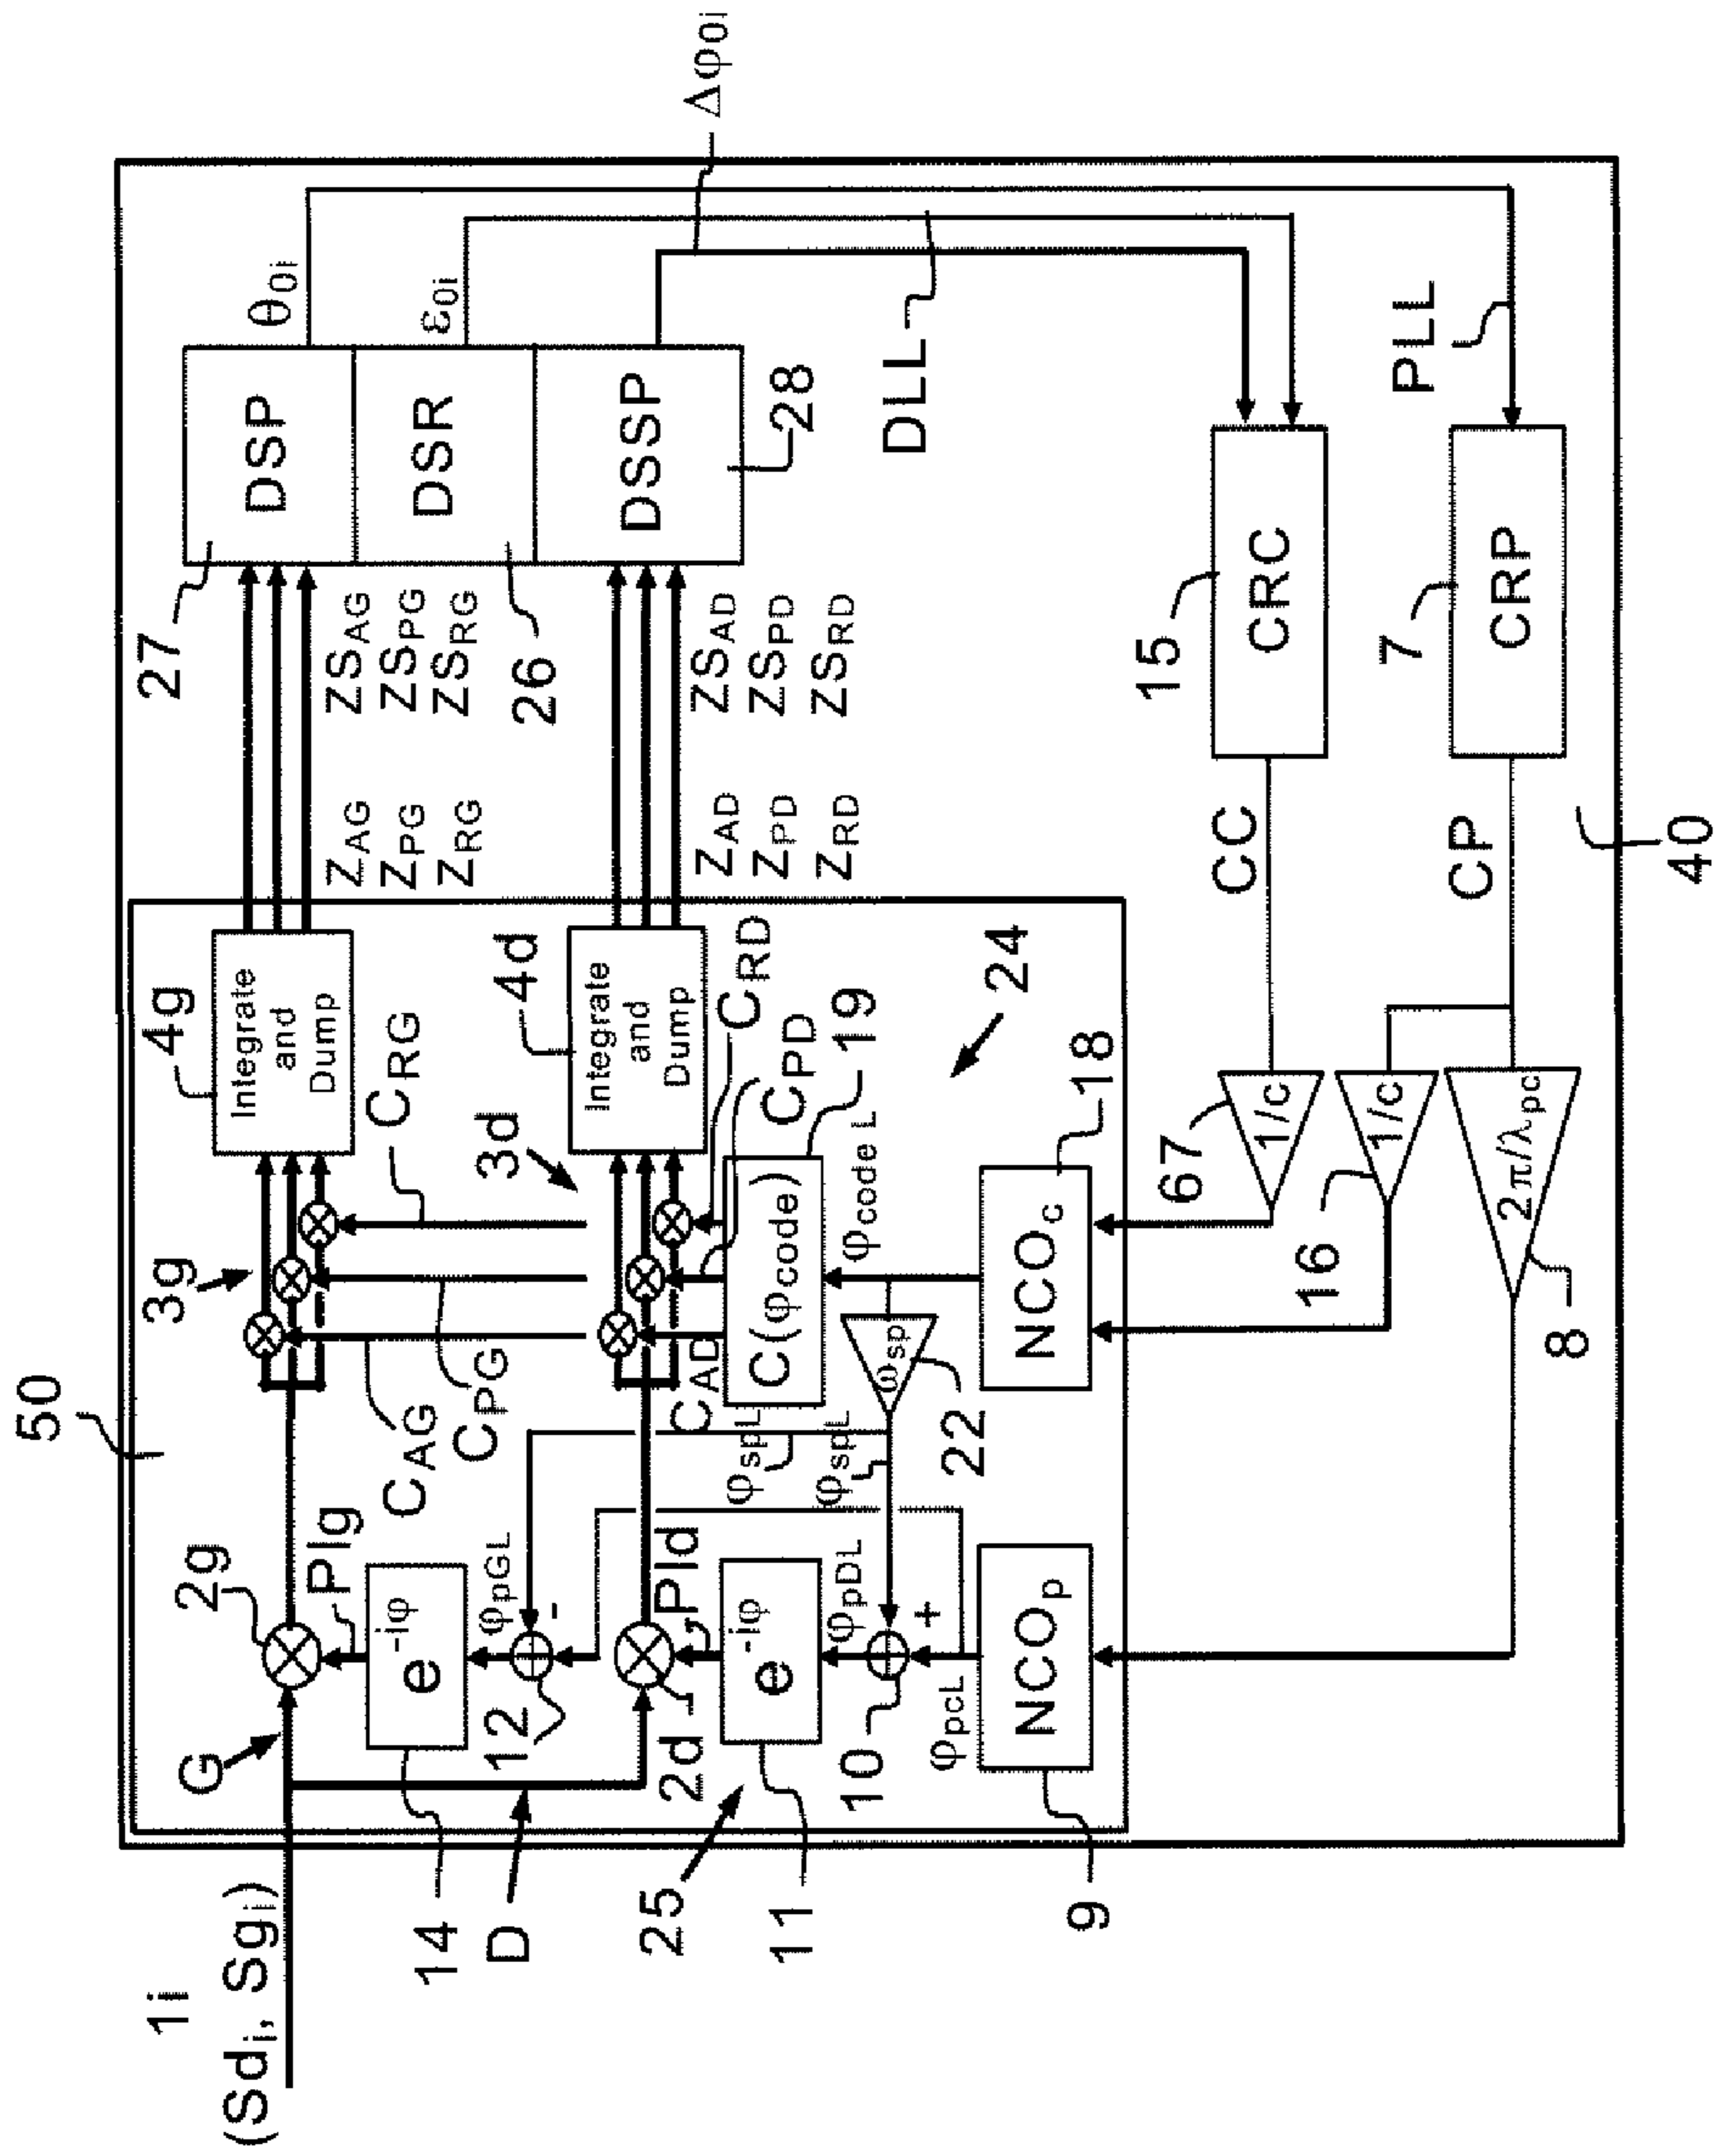 1i
(Sdi, Sgi)
50
G
D
2g
PIg
14
e-iφ
φpGL
12
-
2d
PId
25
11
e-iφ
φpDL
10
+
φpcL
9
NCOp
3g
CAG
CPG
CRG
4g
Integrate
and
Dump
3d
4d
Integrate
and
Dump
CAD
CPD
CRD
φspL
φspL
ωsp
22
C(φcode)
19
φcode L
24
NCOc
18
ZAG
ZPG
ZRG
ZSAG
ZSPG
ZSRG
ZAD
ZPD
ZRD
ZSAD
ZSPD
ZSRD
27
DSP
26
DSR
DSSP
28
θ0i
ε0i
Δφ0i
DLL
PLL
15
CRC
7
CRP
CC
CP
67
1/c
16
1/c
2π/λpc
8
40